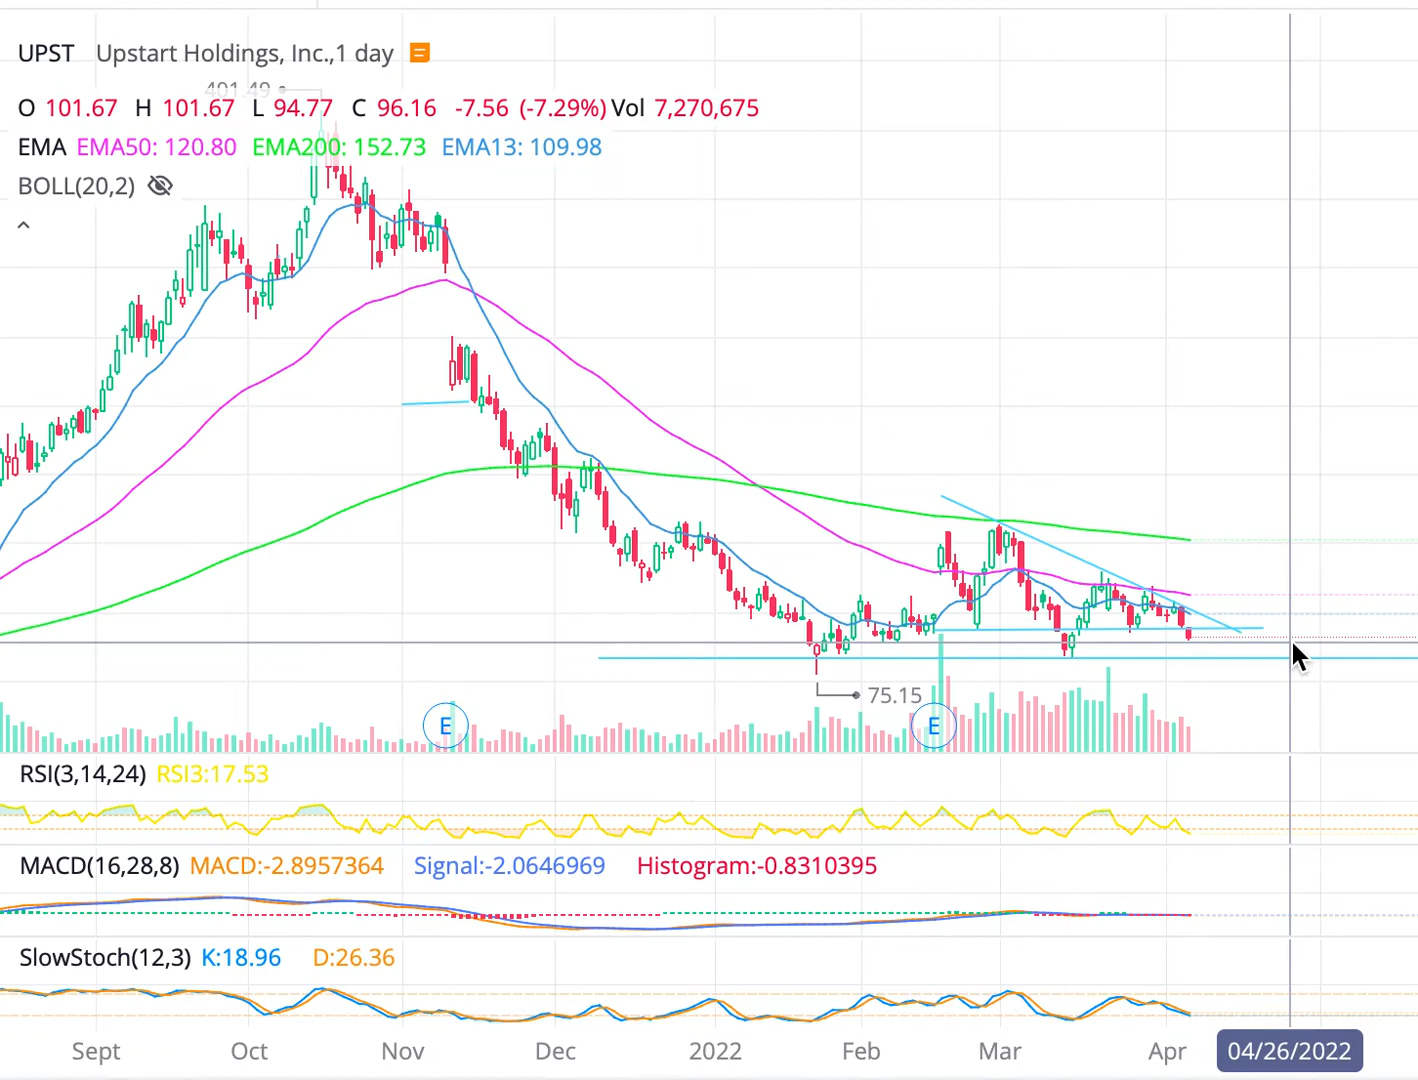 UPST Upstart Holdings, Inc.,1 day
401.49
O 101.67 H 101.67 L 94.77 C 96.16 -7.56 (-7.29%) Vol 7,270,675
EMA EMA50: 120.80 EMA200: 152.73 EMA13: 109.98
BOLL(20,2)
75.15
E E
RSI(3,14,24) RSI3:17.53
MACD(16,28,8) MACD:-2.8957364 Signal:-2.0646969 Histogram:-0.8310395
SlowStoch(12,3) K:18.96 D:26.36
Sept Oct Nov Dec 2022 Feb Mar Apr 04/26/2022